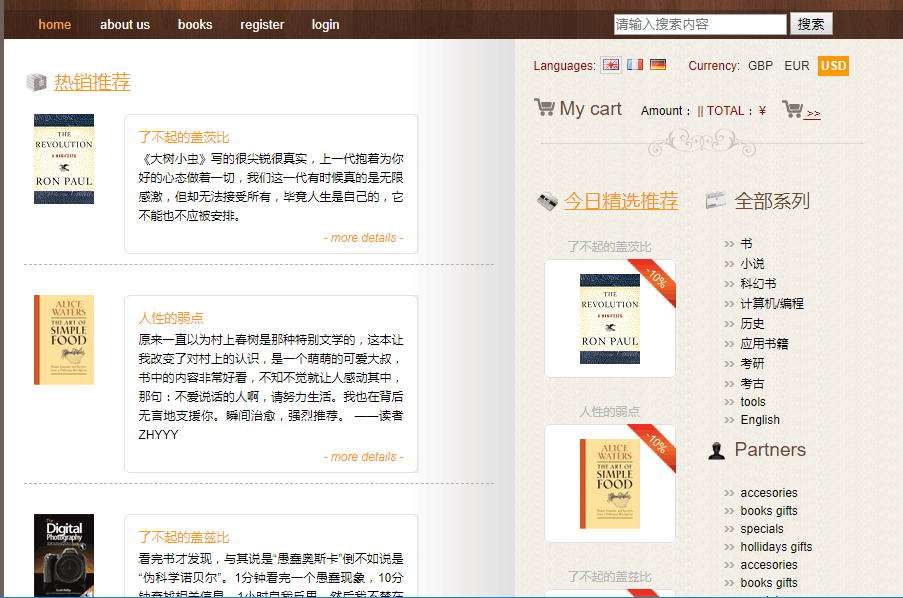 home about us books register login 请输入搜索内容 搜索
热销推荐
THE
REVOLUTION
A MANIFESTO
RON PAUL
了不起的盖茨比
《大树小虫》写的很尖锐很真实，上一代抱着为你
好的心态做着一切，我们这一代有时候真的是无限
感激，但却无法接受所有，毕竟人生是自己的，它
不能也不应被安排。
- more details -
ALICE
WATERS
THE ART OF
SIMPLE
FOOD
人性的弱点
原来一直以为村上春树是那种特别文学的，这本让
我改变了对村上的认识，是一个萌萌的可爱大叔，
书中的内容非常好看，不知不觉就让人感动其中，
那句：不爱说话的人啊，请努力生活。我也在背后
无言地支援你。瞬间治愈，强烈推荐。 ——读者
ZHYYY
- more details -
The
Digital
Photography
了不起的盖兹比
看完书才发现，与其说是“愚蠢奥斯卡”倒不如说是
“伪科学诺贝尔”。1分钟看完一个愚蠢现象，10分
Languages: Currency: GBP EUR USD
My cart Amount： || TOTAL：￥ >>
今日精选推荐
了不起的盖茨比
-10%
THE
REVOLUTION
A MANIFESTO
RON PAUL
人性的弱点
-10%
ALICE
WATERS
THE ART OF
SIMPLE
FOOD
了不起的盖兹比
全部系列
书
小说
科幻书
计算机/编程
历史
应用书籍
考研
考古
tools
English
Partners
accesories
books gifts
specials
hollidays gifts
accesories
books gifts